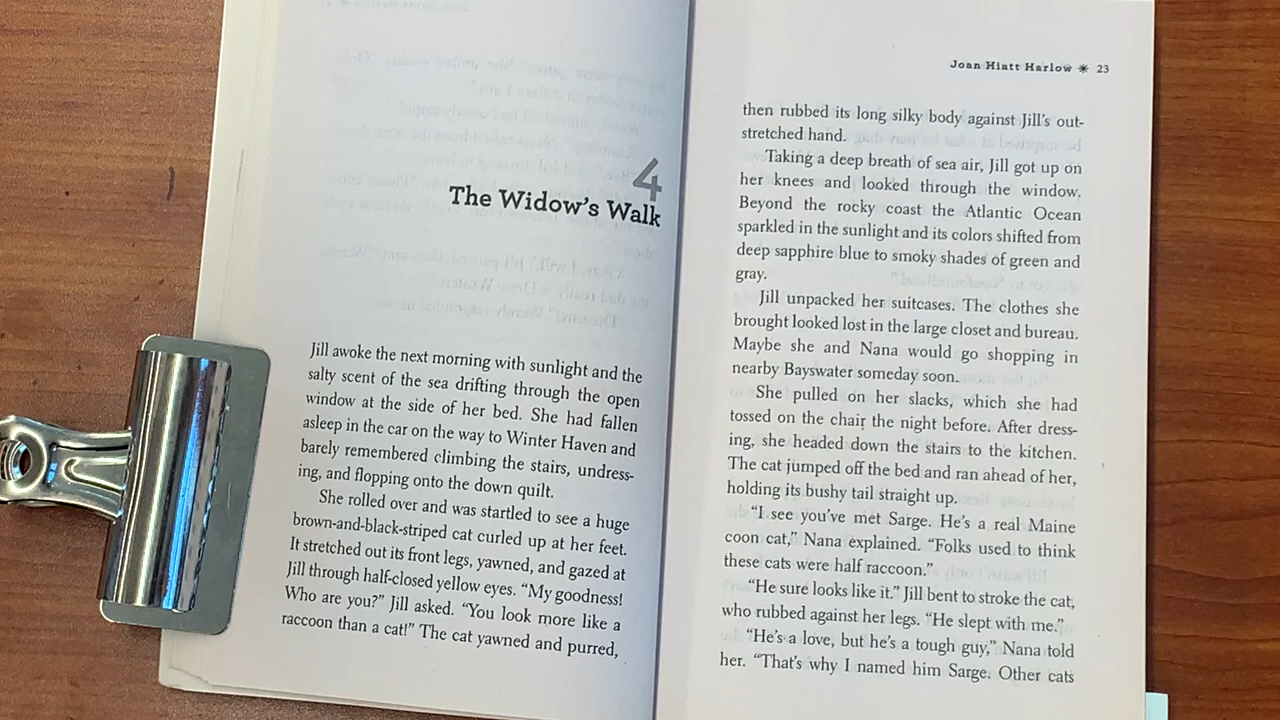 4
The Widow's Walk
Jill awoke the next morning with sunlight and the
salty scent of the sea drifting through the open
window at the side of her bed. She had fallen
asleep in the car on the way to Winter Haven and
barely remembered climbing the stairs, undress-
ing, and flopping onto the down quilt.
She rolled over and was startled to see a huge
brown-and-black-striped cat curled up at her feet.
It stretched out its front legs, yawned, and gazed at
Jill through half-closed yellow eyes. "My goodness!
Who are you?" Jill asked. "You look more like a
raccoon than a cat!" The cat yawned and purred,
Joan Hiatt Harlow ✷ 23
then rubbed its long silky body against Jill's out-
stretched hand.
Taking a deep breath of sea air, Jill got up on
her knees and looked through the window.
Beyond the rocky coast the Atlantic Ocean
sparkled in the sunlight and its colors shifted from
deep sapphire blue to smoky shades of green and
gray.
Jill unpacked her suitcases. The clothes she
brought looked lost in the large closet and bureau.
Maybe she and Nana would go shopping in
nearby Bayswater someday soon.
She pulled on her slacks, which she had
tossed on the chair the night before. After dress-
ing, she headed down the stairs to the kitchen.
The cat jumped off the bed and ran ahead of her,
holding its bushy tail straight up.
"I see you've met Sarge. He's a real Maine
coon cat," Nana explained. "Folks used to think
these cats were half raccoon."
"He sure looks like it." Jill bent to stroke the cat,
who rubbed against her legs. "He slept with me."
"He's a love, but he's a tough guy," Nana told
her. "That's why I named him Sarge. Other cats